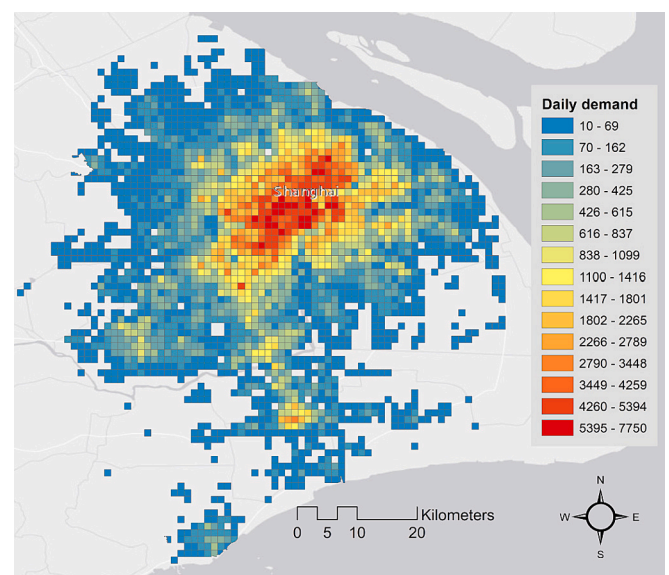 Shanghai
Daily demand
10 - 69
70 - 162
163 - 279
280 - 425
426 - 615
616 - 837
838 - 1099
1100 - 1416
1417 - 1801
1802 - 2265
2266 - 2789
2790 - 3448
3449 - 4259
4260 - 5394
5395 - 7750
Kilometers
0 5 10 20
N
W E
S